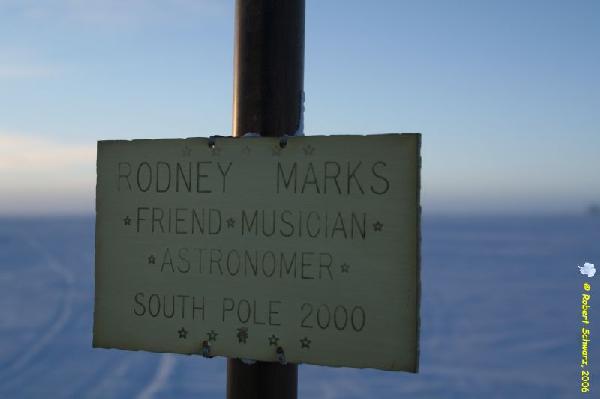 RODNEY MARKS
FRIEND MUSICIAN
ASTRONOMER
SOUTH POLE 2000
© Robert Schwarz, 2006